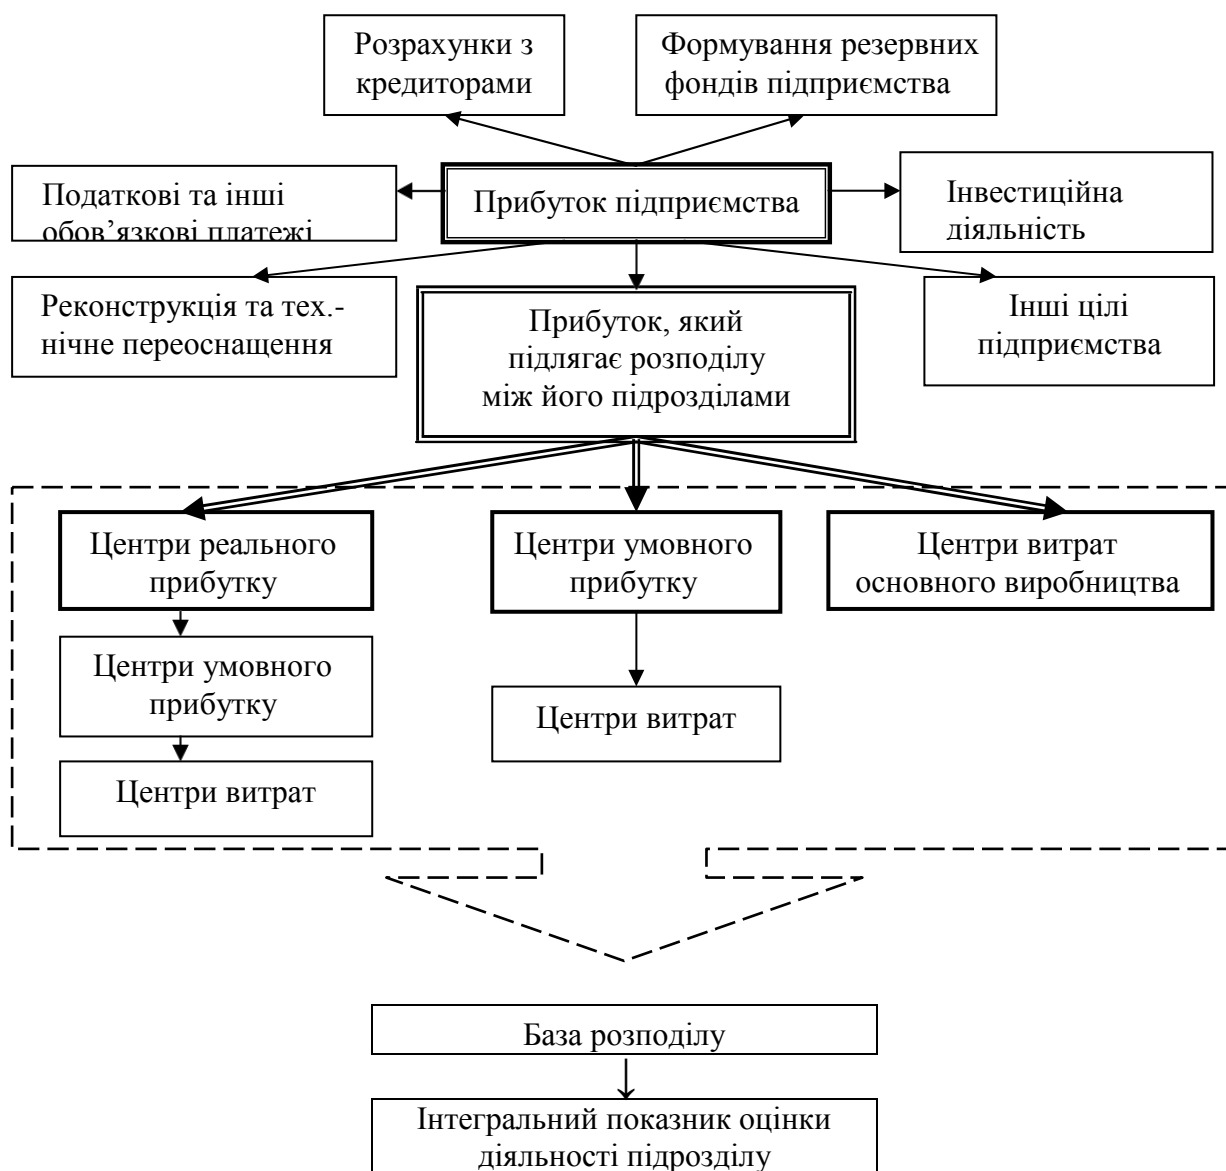 Розрахунки з
кредиторами
Формування резервних
фондів підприємства
Податкові та інші
обов’язкові платежі
Прибуток підприємства
Інвестиційна
діяльність
Реконструкція та тех.-
нічне переоснащення
Прибуток, який
підлягає розподілу
між його підрозділами
Інші цілі
підприємства
Центри реального
прибутку
Центри умовного
прибутку
Центри витрат
основного виробництва
Центри умовного
прибутку
Центри витрат
Центри витрат
База розподілу
Інтегральний показник оцінки
діяльності підрозділу